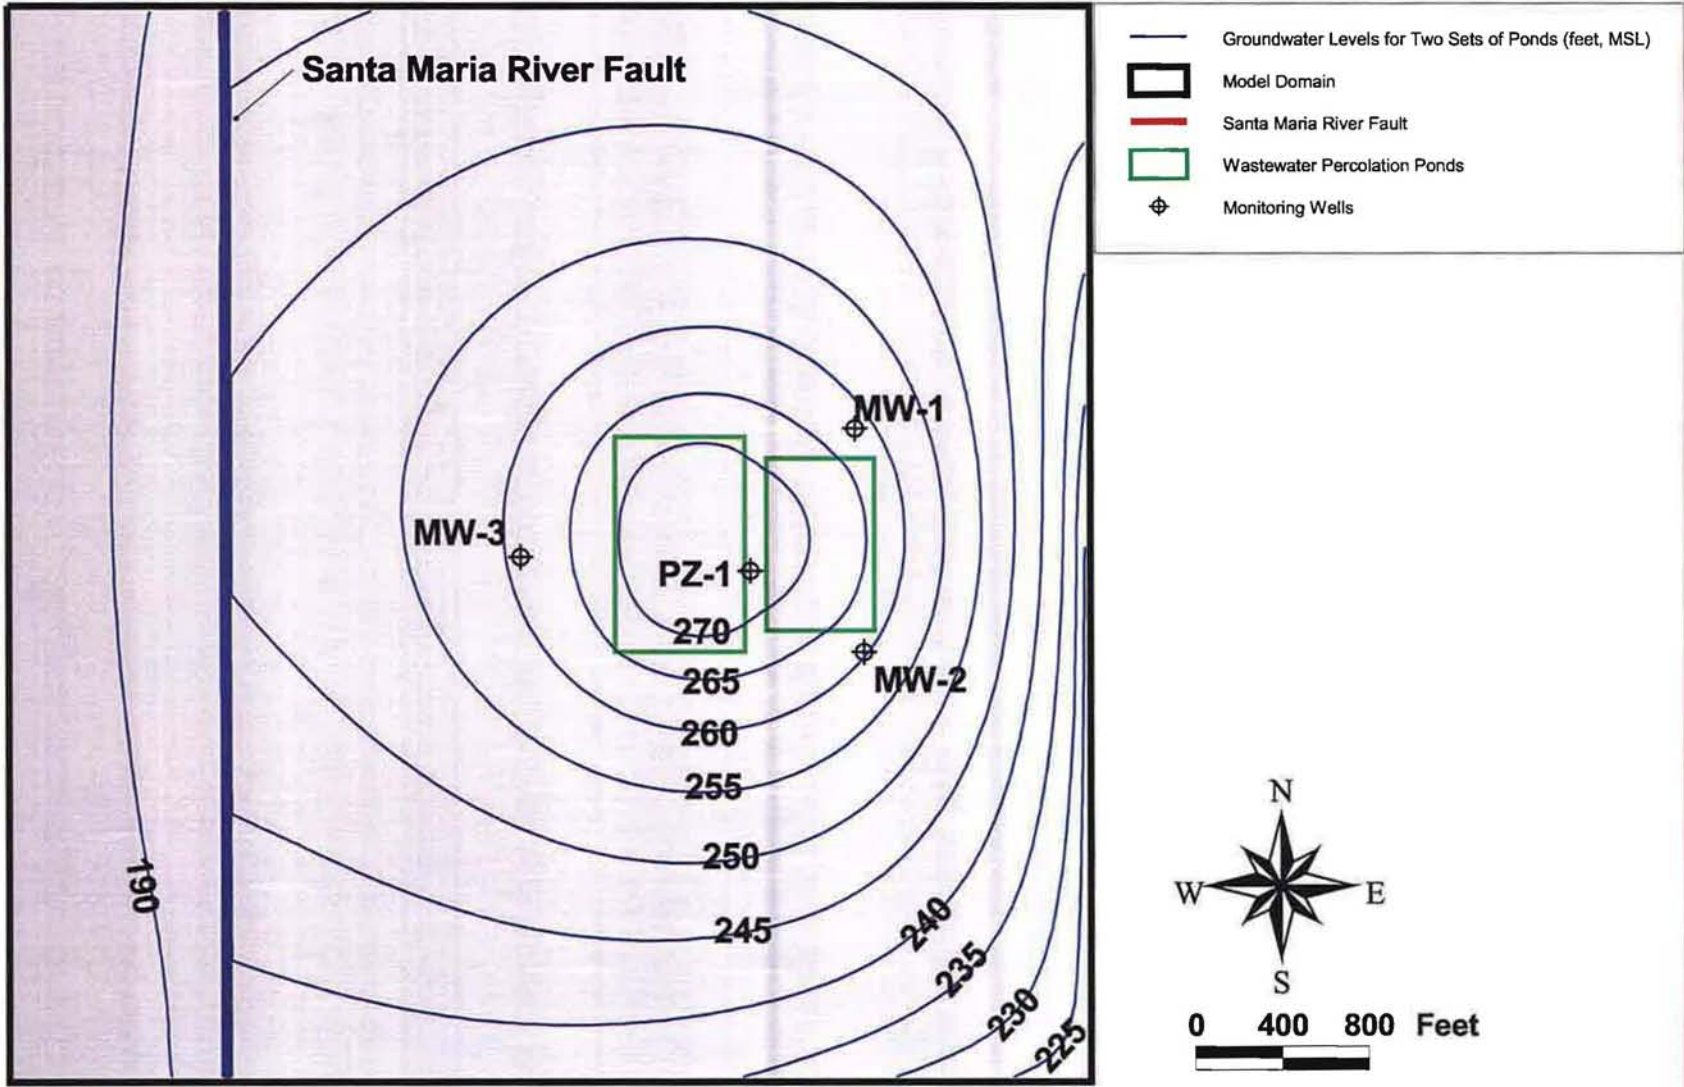 Santa Maria River Fault
Groundwater Levels for Two Sets of Ponds (feet, MSL)
Model Domain
Santa Maria River Fault
Wastewater Percolation Ponds
Monitoring Wells
MW-1
MW-3
PZ-1
270
265
MW-2
260
255
250
190
245
240
235
230
225
N
W
E
S
0 400 800 Feet